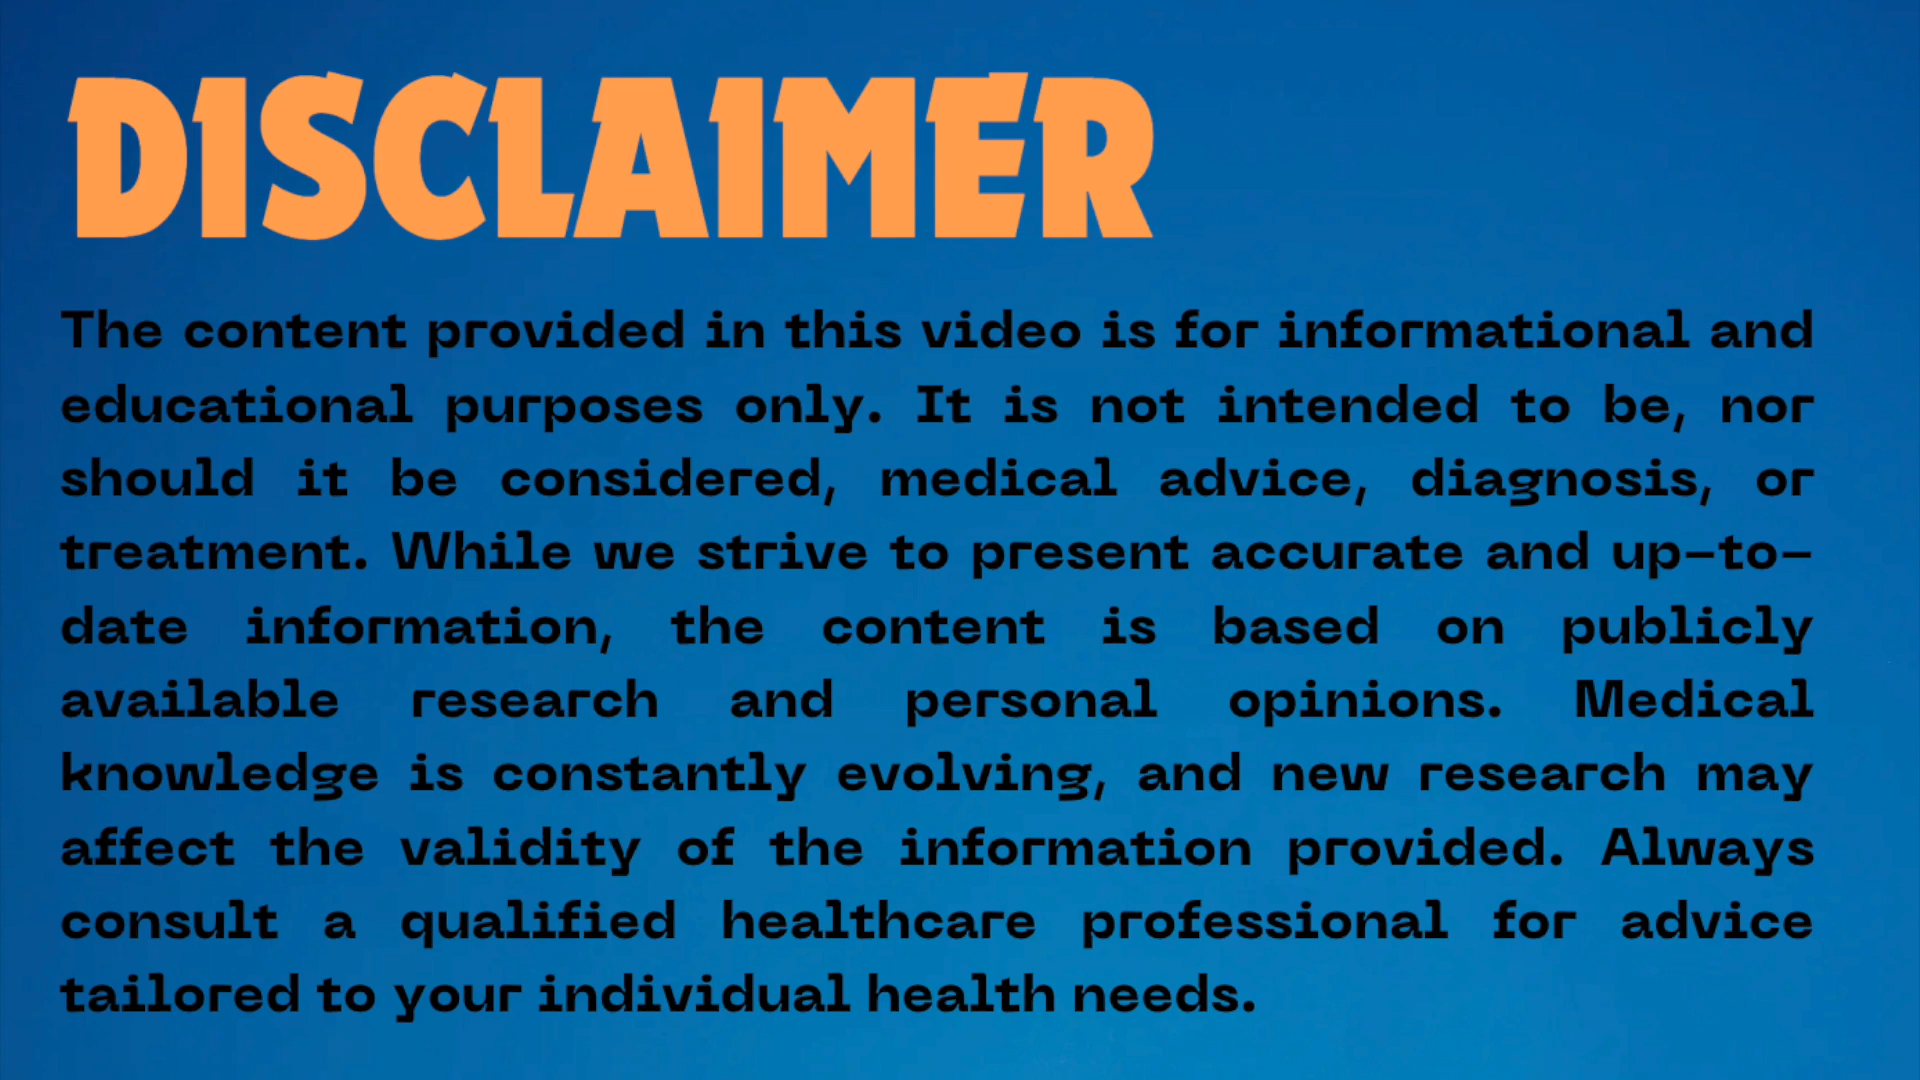 DISCLAIMER
The content provided in this video is for informational and
educational purposes only. It is not intended to be, nor
should it be considered, medical advice, diagnosis, or
treatment. While we strive to present accurate and up-to-
date information, the content is based on publicly
available research and personal opinions. Medical
knowledge is constantly evolving, and new research may
affect the validity of the information provided. Always
consult a qualified healthcare professional for advice
tailored to your individual health needs.